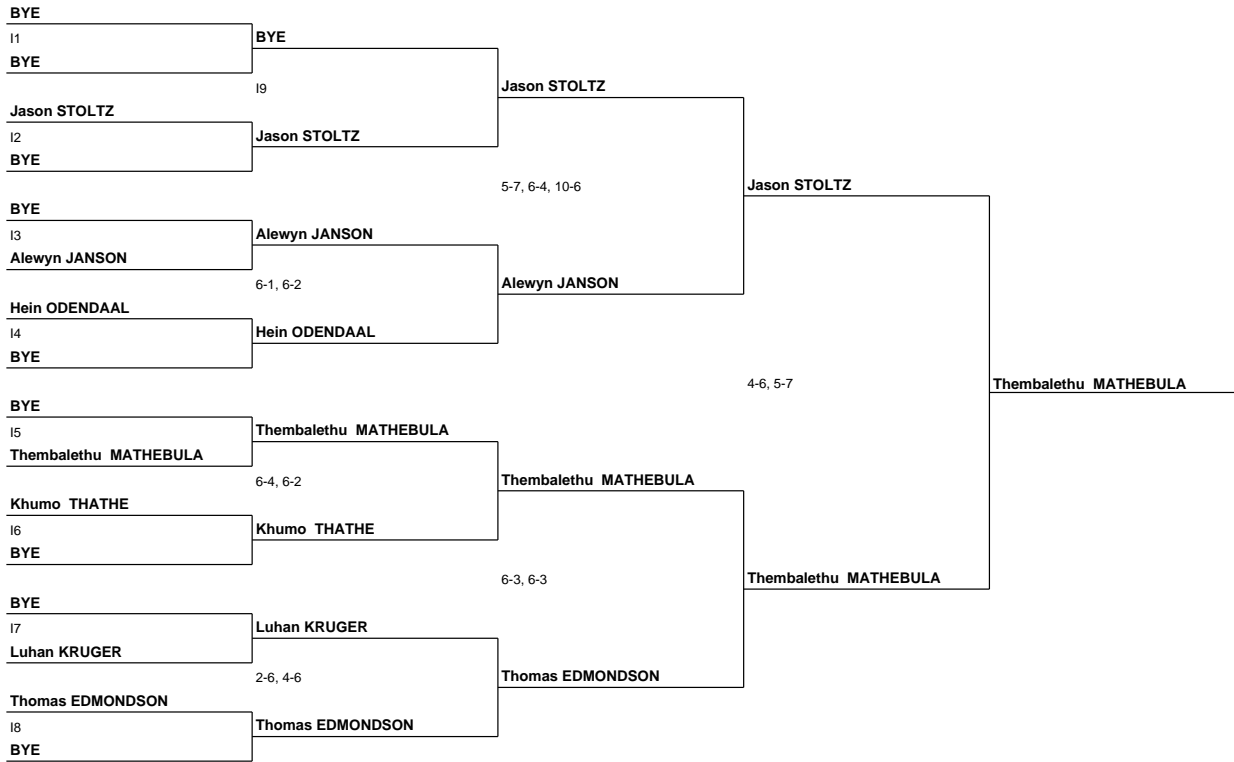 BYE
I1
BYE
BYE
I9
Jason STOLTZ
Jason STOLTZ
I2
Jason STOLTZ
BYE
5-7, 6-4, 10-6
Jason STOLTZ
BYE
I3
Alewyn JANSON
Alewyn JANSON
6-1, 6-2
Alewyn JANSON
Hein ODENDAAL
I4
Hein ODENDAAL
BYE
4-6, 5-7
Thembalethu MATHEBULA
BYE
I5
Thembalethu MATHEBULA
Thembalethu MATHEBULA
6-4, 6-2
Thembalethu MATHEBULA
Khumo THATHE
I6
Khumo THATHE
BYE
6-3, 6-3
Thembalethu MATHEBULA
BYE
I7
Luhan KRUGER
Luhan KRUGER
2-6, 4-6
Thomas EDMONDSON
Thomas EDMONDSON
I8
Thomas EDMONDSON
BYE